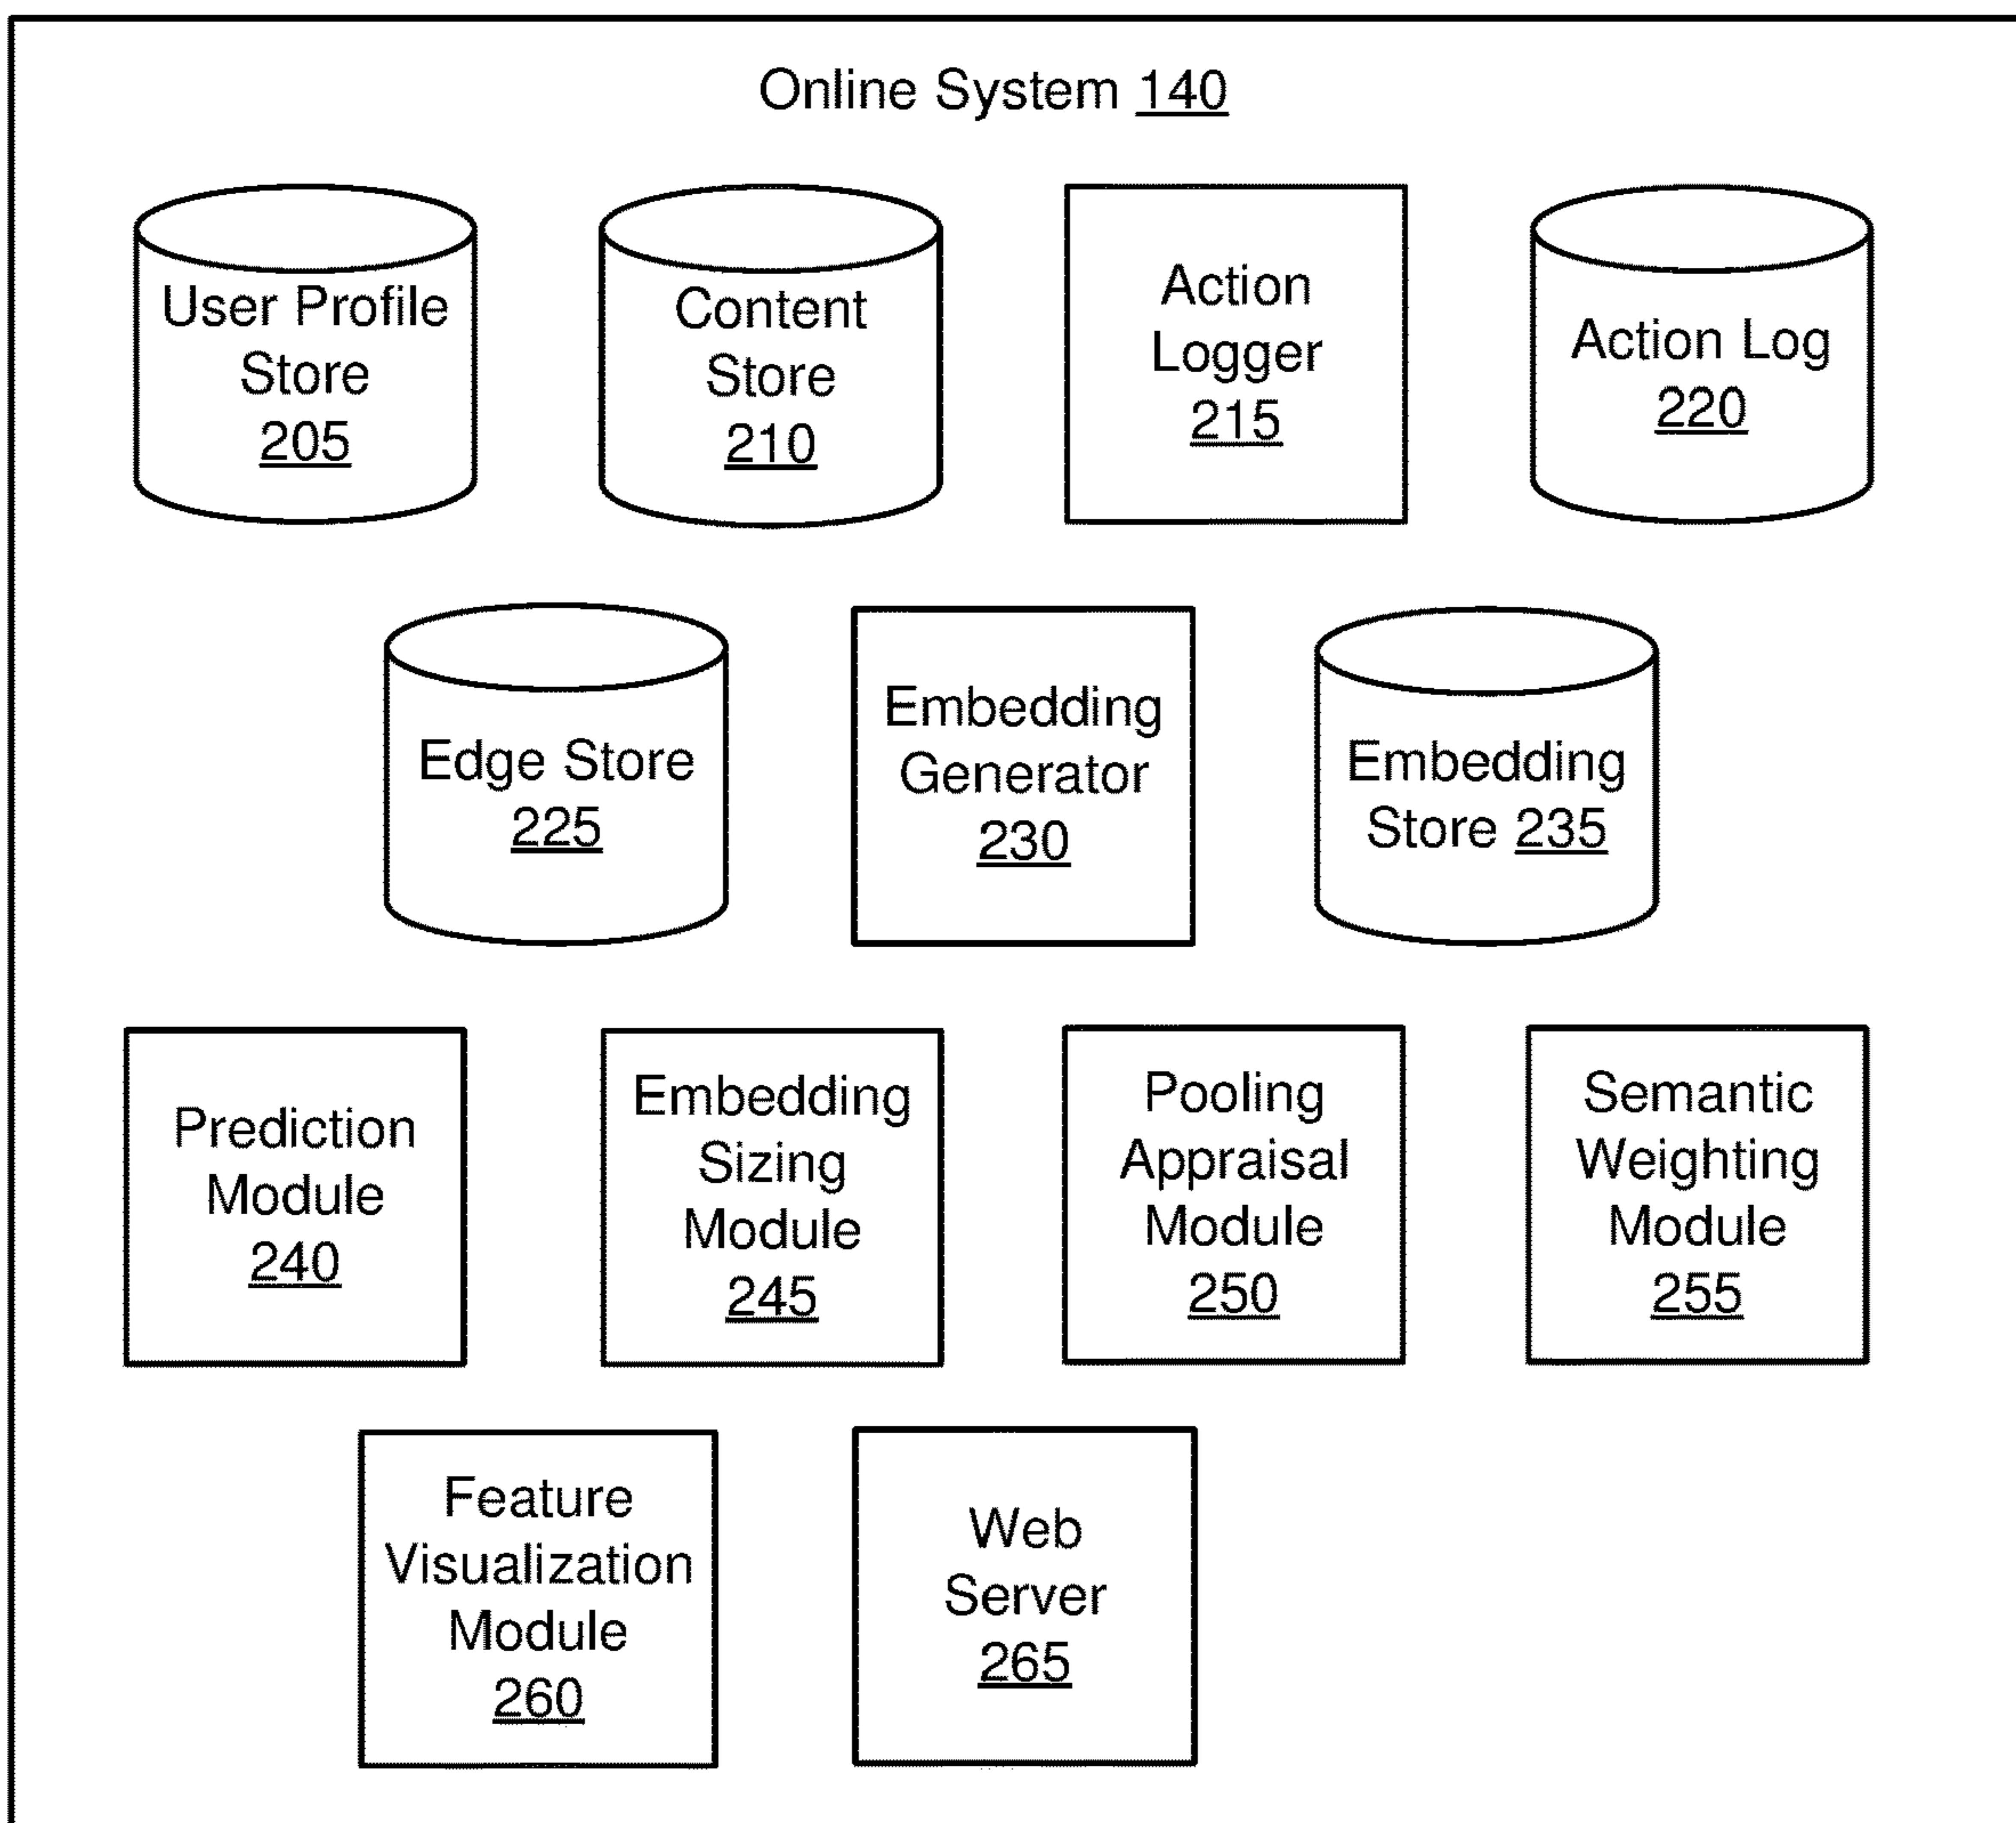 Online System 140
User Profile
Store
205
Content
Store
210
Action
Logger
215
Action Log
220
Edge Store
225
Embedding
Generator
230
Embedding
Store 235
Prediction
Module
240
Embedding
Sizing
Module
245
Pooling
Appraisal
Module
250
Semantic
Weighting
Module
255
Feature
Visualization
Module
260
Web
Server
265